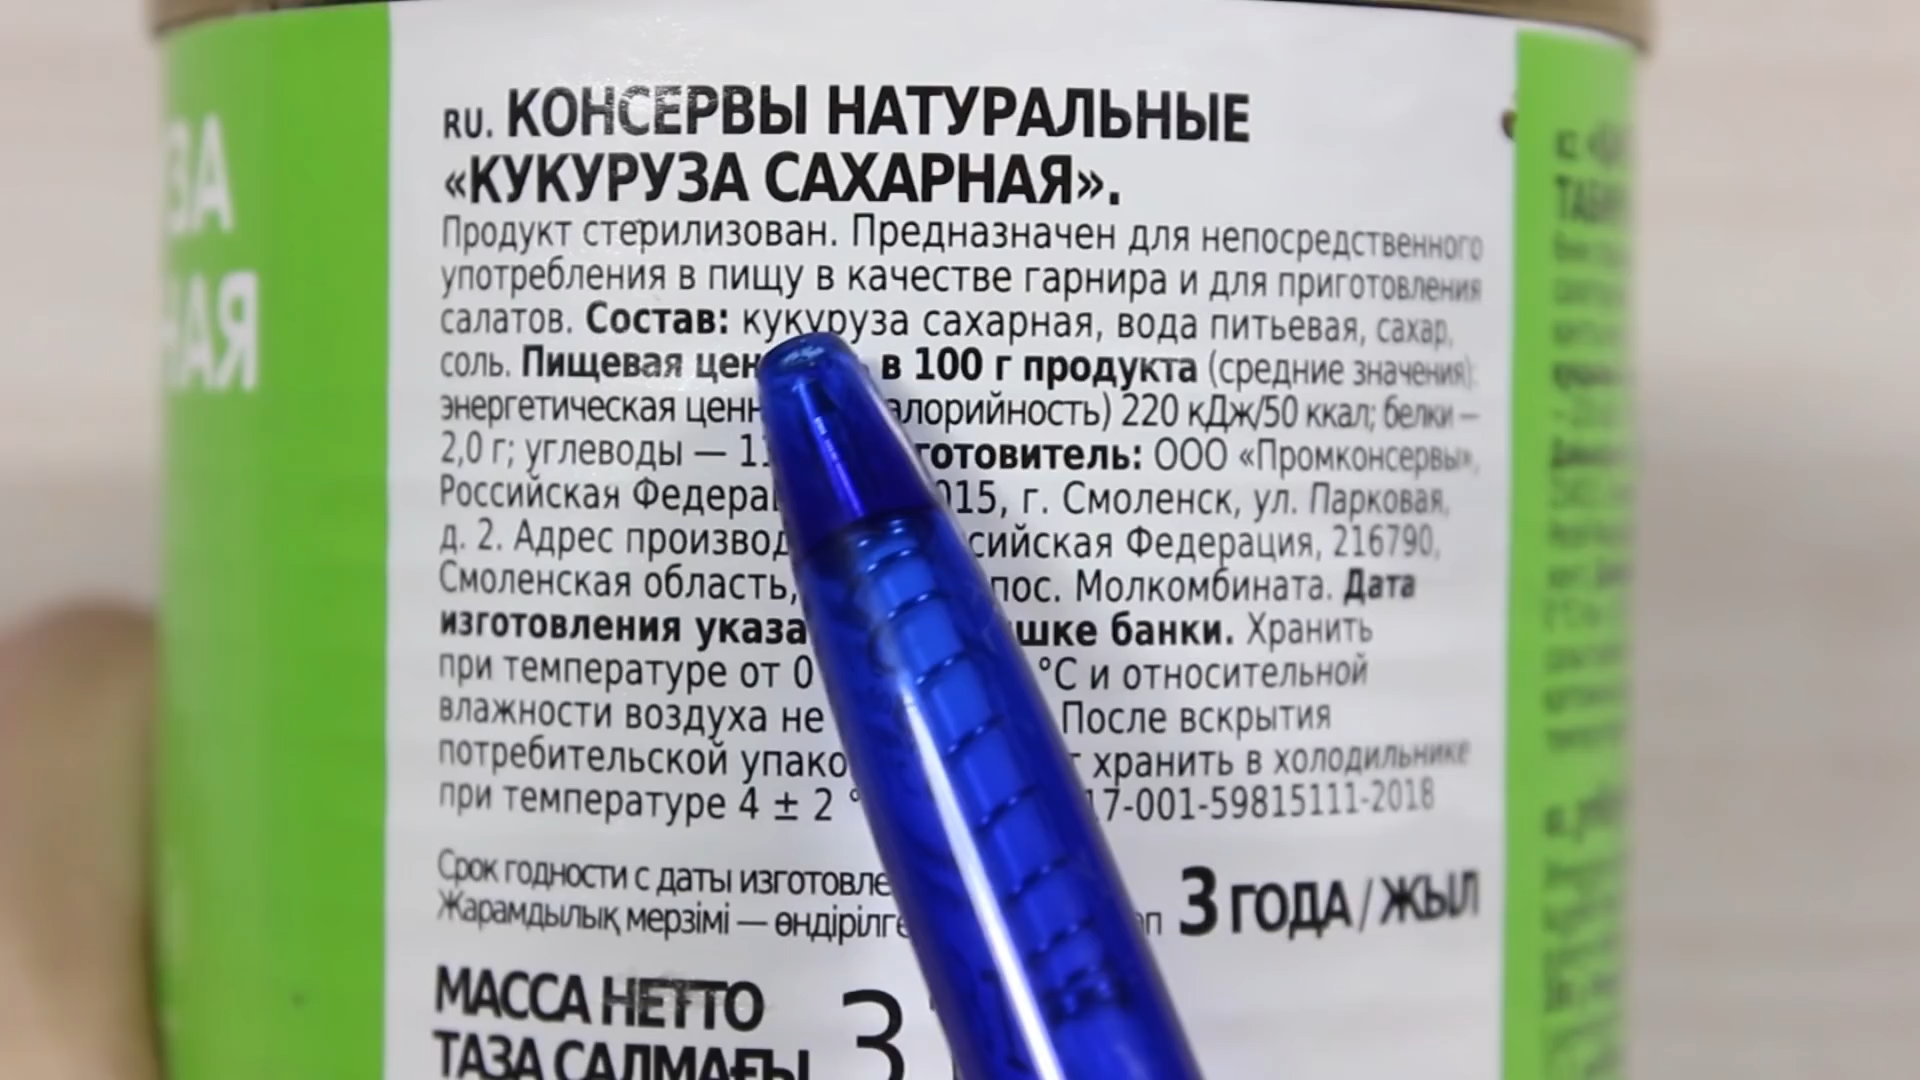 ЗА
НАЯ
RU. КОНСЕРВЫ НАТУРАЛЬНЫЕ
«КУКУРУЗА САХАРНАЯ».
Продукт стерилизован. Предназначен для непосредственного
употребления в пищу в качестве гарнира и для приготовления
салатов. Состав: кукуруза сахарная, вода питьевая, сахар,
соль. Пищевая цен в 100 г продукта (средние значения):
энергетическая ценн алорийность) 220 кДж/50 ккал; белки —
2,0 г; углеводы — 11 готовитель: ООО «Промконсервы»,
Российская Федера 015, г. Смоленск, ул. Парковая,
д. 2. Адрес производ сийская Федерация, 216790,
Смоленская область, пос. Молкомбината. Дата
изготовления указа шке банки. Хранить
при температуре от 0 °С и относительной
влажности воздуха не После вскрытия
потребительской упако т хранить в холодильнике
при температуре 4 ± 2 ° 17-001-59815111-2018
Срок годности с даты изготовле
Жарамдылық мерзімі — өндірілге п 3 ГОДА / ЖЫЛ
МАССА НЕТТО
ТАЗА САЛМАҒЫ 3